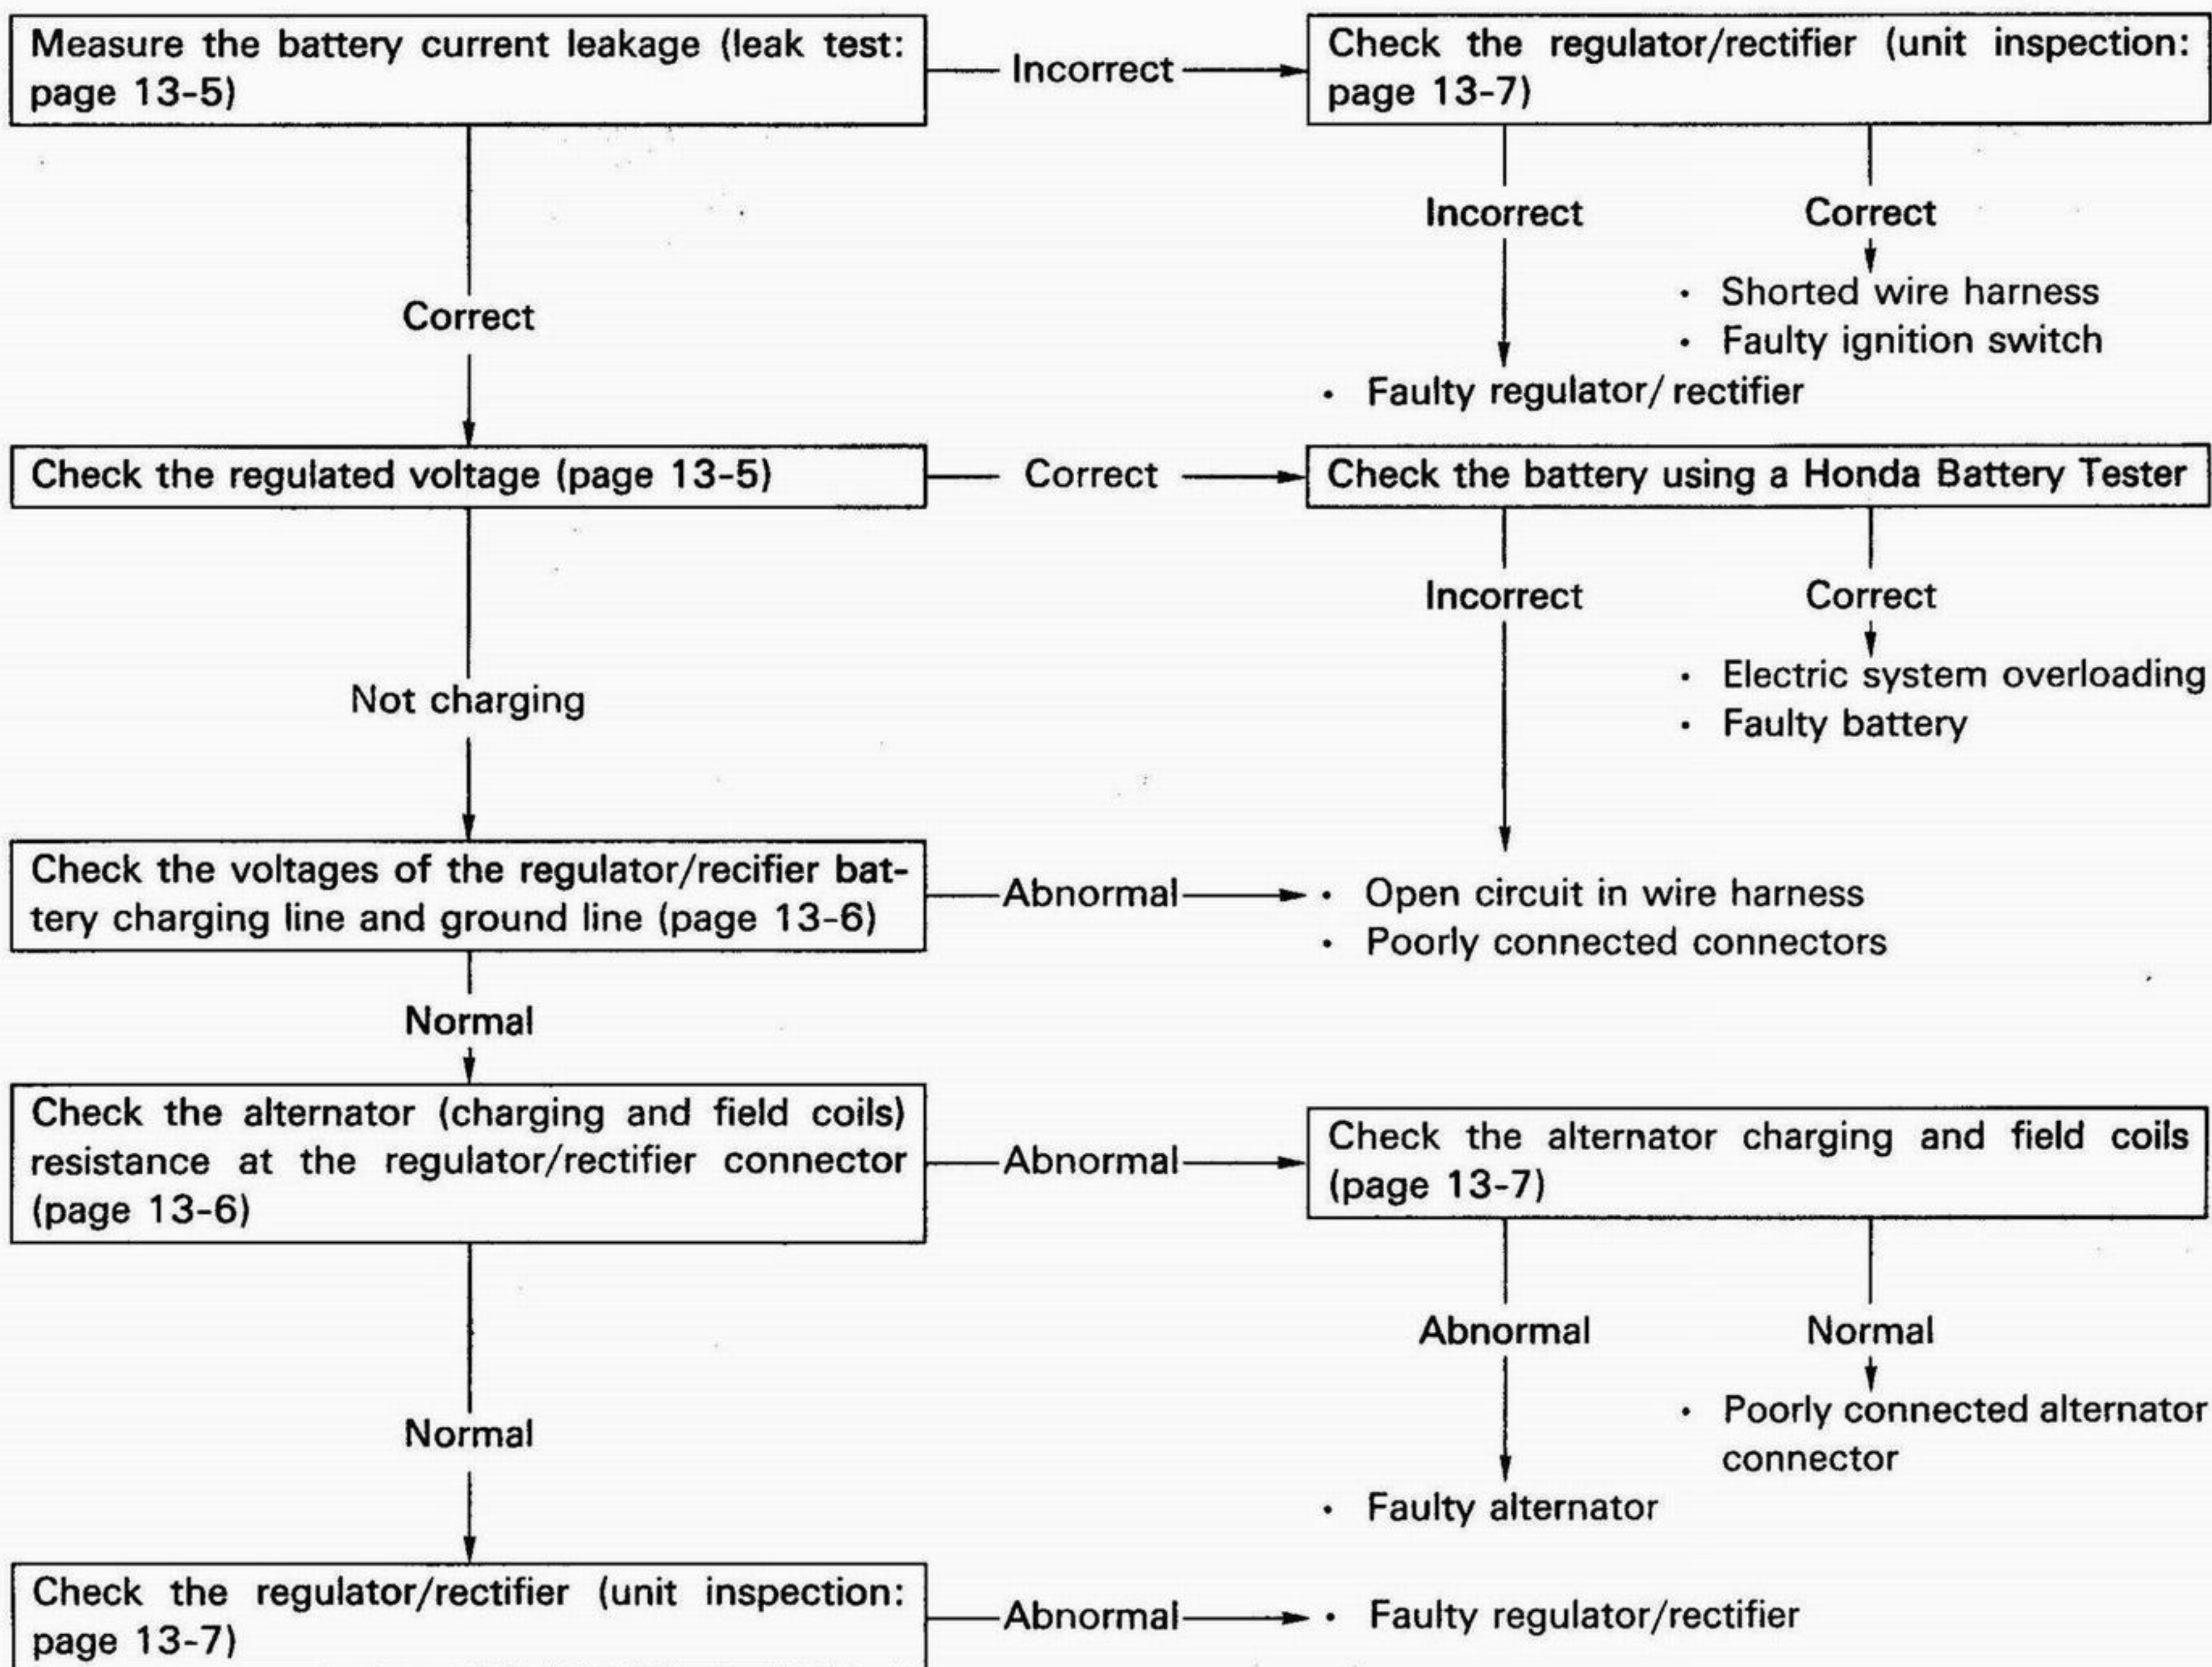 Measure the battery current leakage (leak test:
page 13-5)
Incorrect
Check the regulator/rectifier (unit inspection:
page 13-7)
Incorrect
Correct
• Shorted wire harness
• Faulty ignition switch
Correct
• Faulty regulator/rectifier
Check the regulated voltage (page 13-5)
Correct
Check the battery using a Honda Battery Tester
Incorrect
Correct
• Electric system overloading
• Faulty battery
Not charging
Check the voltages of the regulator/recifier bat-
tery charging line and ground line (page 13-6)
Abnormal
• Open circuit in wire harness
• Poorly connected connectors
Normal
Check the alternator (charging and field coils)
resistance at the regulator/rectifier connector
(page 13-6)
Abnormal
Check the alternator charging and field coils
(page 13-7)
Abnormal
Normal
• Poorly connected alternator
connector
Normal
• Faulty alternator
Check the regulator/rectifier (unit inspection:
page 13-7)
Abnormal
• Faulty regulator/rectifier